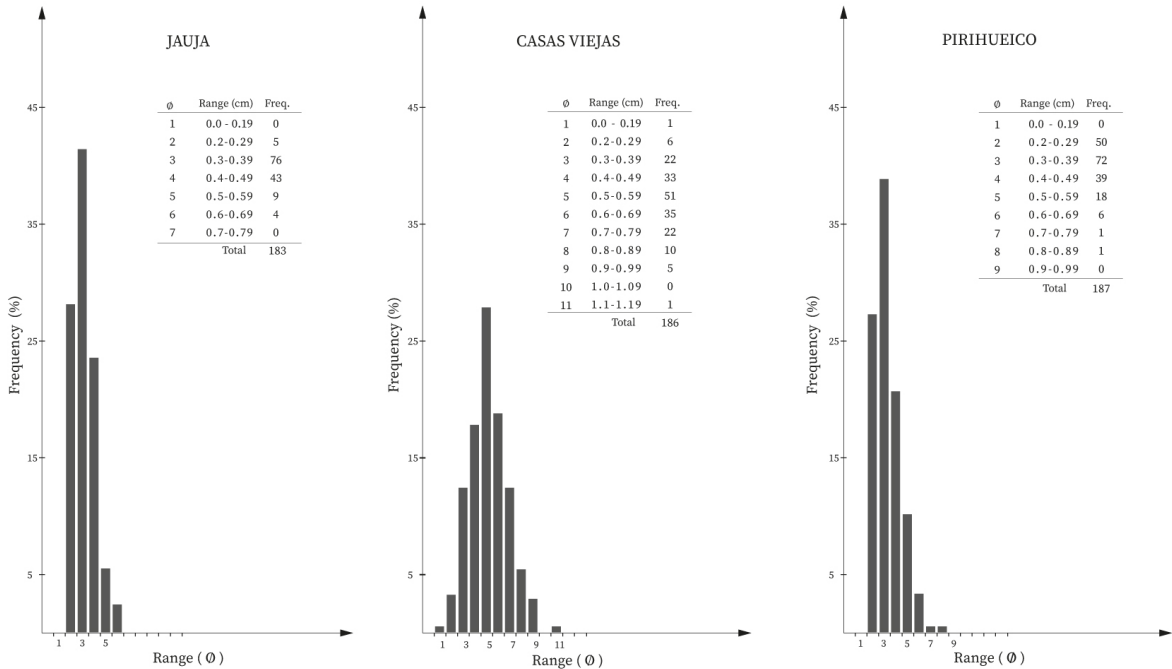 JAUJA
ø Range (cm) Freq.
1 0.0 - 0.19 0
2 0.2-0.29 5
3 0.3-0.39 76
4 0.4-0.49 43
5 0.5-0.59 9
6 0.6-0.69 4
7 0.7-0.79 0
Total 183
45
35
25
15
5
Frequency (%)
1 3 5
Range ( Ø )
CASAS VIEJAS
ø Range (cm) Freq.
1 0.0 - 0.19 1
2 0.2-0.29 6
3 0.3-0.39 22
4 0.4-0.49 33
5 0.5-0.59 51
6 0.6-0.69 35
7 0.7-0.79 22
8 0.8-0.89 10
9 0.9-0.99 5
10 1.0-1.09 0
11 1.1-1.19 1
Total 186
45
35
25
15
5
Frequency (%)
1 3 5 7 9 11
Range ( Ø )
PIRIHUEICO
ø Range (cm) Freq.
1 0.0 - 0.19 0
2 0.2-0.29 50
3 0.3-0.39 72
4 0.4-0.49 39
5 0.5-0.59 18
6 0.6-0.69 6
7 0.7-0.79 1
8 0.8-0.89 1
9 0.9-0.99 0
Total 187
45
35
25
15
5
Frequency (%)
1 3 5 7 9
Range ( Ø )